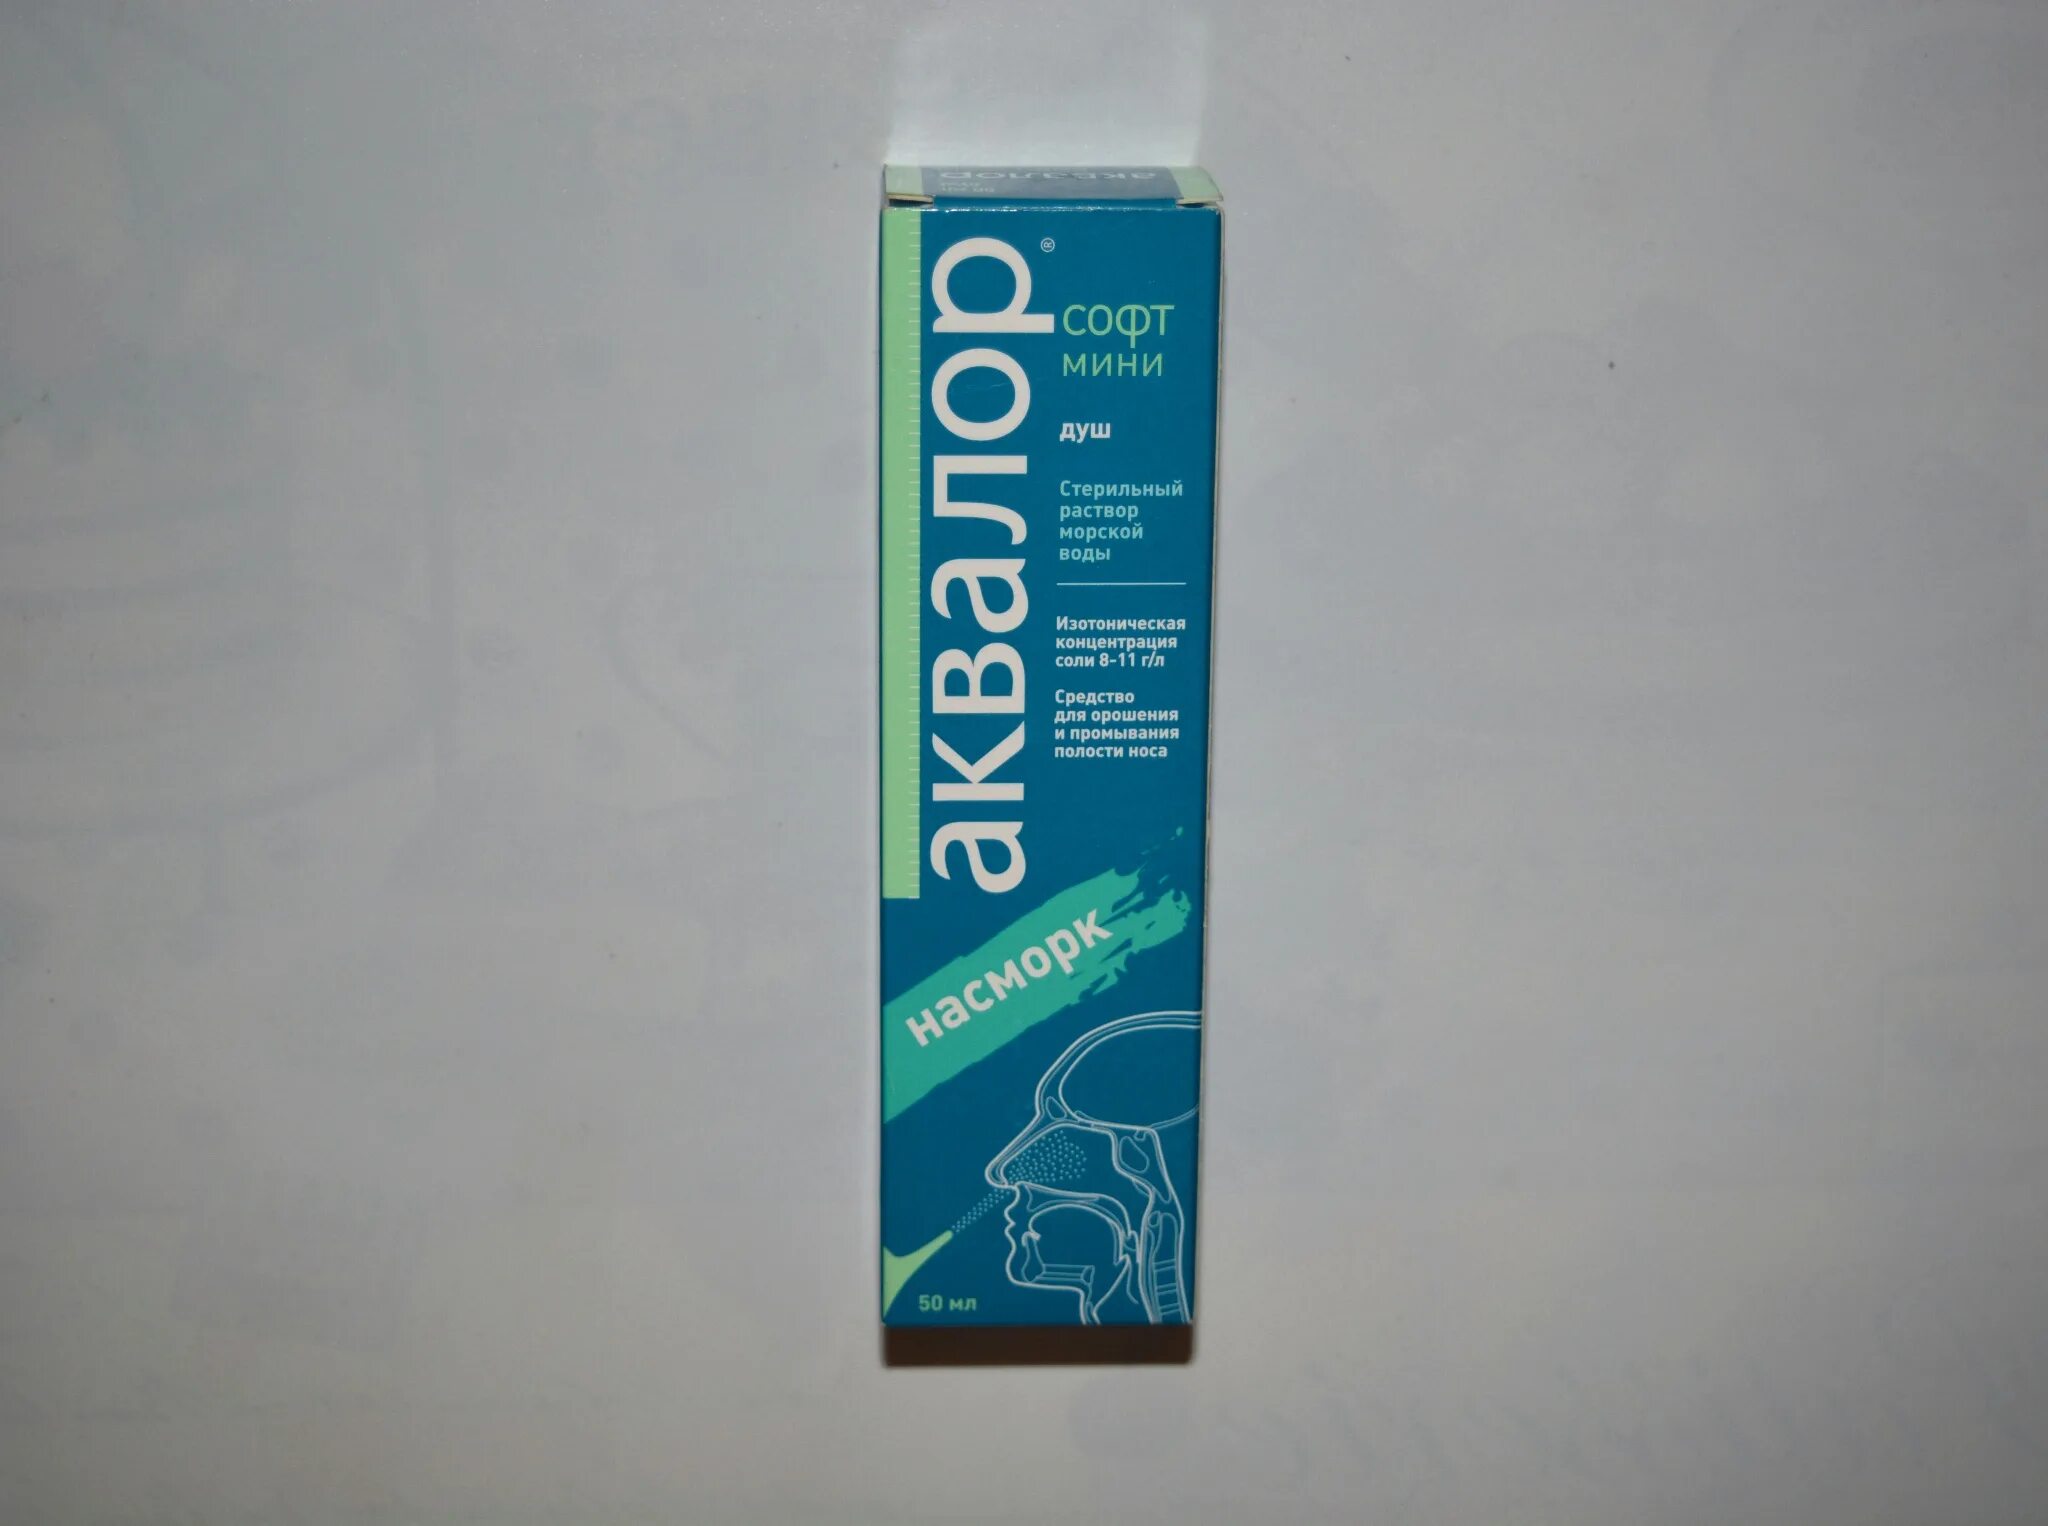 аквалор
аквалор®
софт
мини
душ
Стерильный
раствор
морской
воды
Изотоническая
концентрация
соли 8-11 г/л
Средство
для орошения
и промывания
полости носа
насморк
50 мл